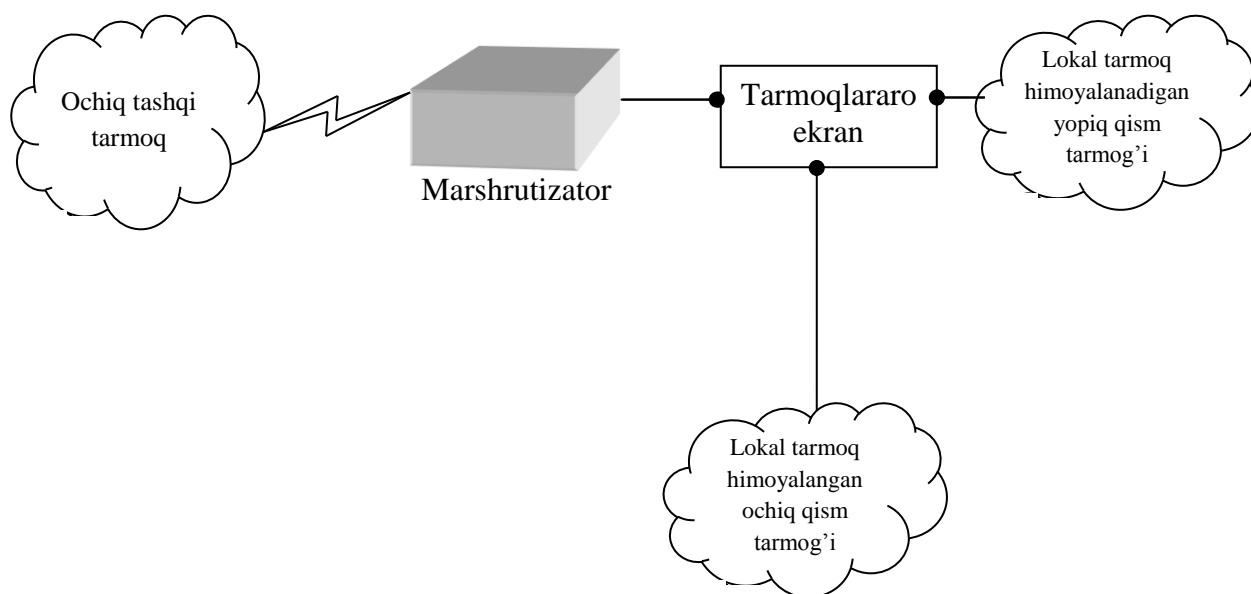 Ochiq tashqi
tarmoq
Marshrutizator
Tarmoqlararo
ekran
Lokal tarmoq
himoyalanadigan
yopiq qism
tarmog’i
Lokal tarmoq
himoyalangan
ochiq qism
tarmog’i